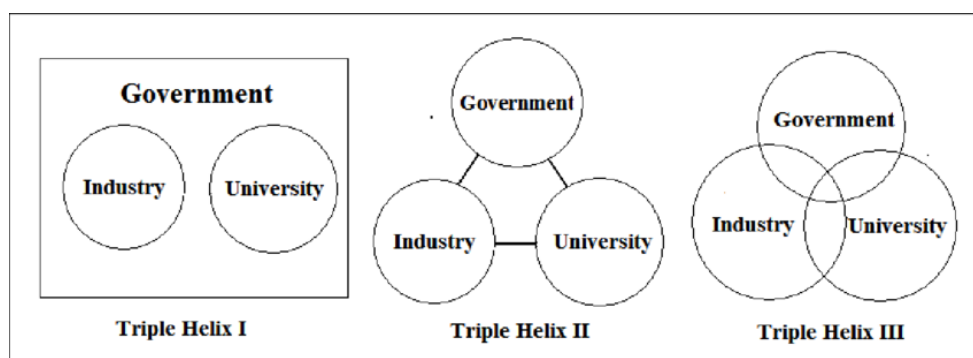 Government
Industry
University
Triple Helix I
Government
Industry
University
Triple Helix II
Government
Industry
University
Triple Helix III